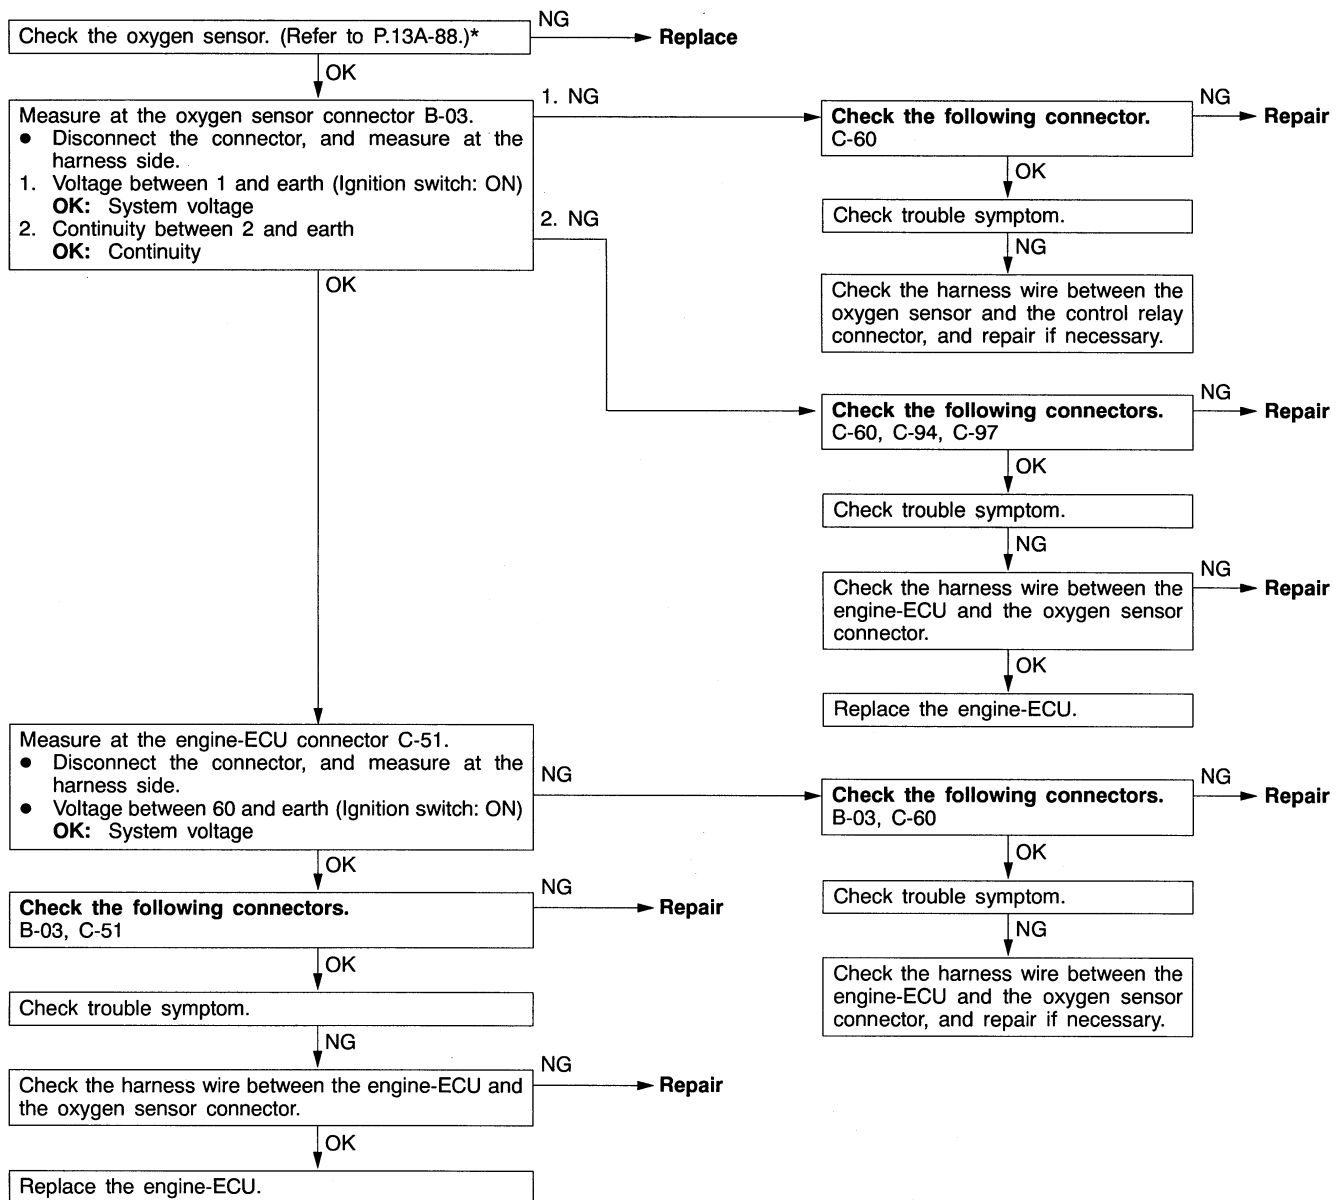 Check the oxygen sensor. (Refer to P.13A-88.)*
NG
Replace
OK
Measure at the oxygen sensor connector B-03.
● Disconnect the connector, and measure at the
harness side.
1. Voltage between 1 and earth (Ignition switch: ON)
OK: System voltage
2. Continuity between 2 and earth
OK: Continuity
1. NG
Check the following connector.
C-60
NG
Repair
OK
Check trouble symptom.
NG
Check the harness wire between the
oxygen sensor and the control relay
connector, and repair if necessary.
2. NG
Check the following connectors.
C-60, C-94, C-97
NG
Repair
OK
Check trouble symptom.
NG
Check the harness wire between the
engine-ECU and the oxygen sensor
connector.
NG
Repair
OK
Replace the engine-ECU.
OK
Measure at the engine-ECU connector C-51.
● Disconnect the connector, and measure at the
harness side.
● Voltage between 60 and earth (Ignition switch: ON)
OK: System voltage
NG
Check the following connectors.
B-03, C-60
NG
Repair
OK
Check trouble symptom.
NG
Check the harness wire between the
engine-ECU and the oxygen sensor
connector, and repair if necessary.
OK
Check the following connectors.
B-03, C-51
NG
Repair
OK
Check trouble symptom.
NG
Check the harness wire between the engine-ECU and
the oxygen sensor connector.
NG
Repair
OK
Replace the engine-ECU.